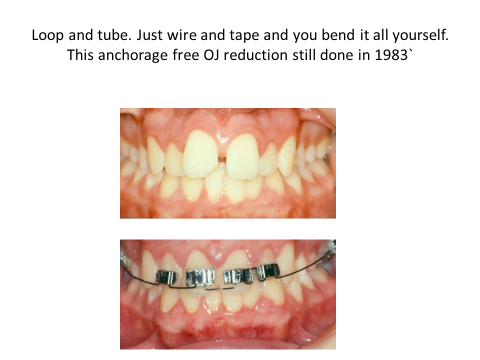 Loop and tube. Just wire and tape and you bend it all yourself.
This anchorage free OJ reduction still done in 1983`